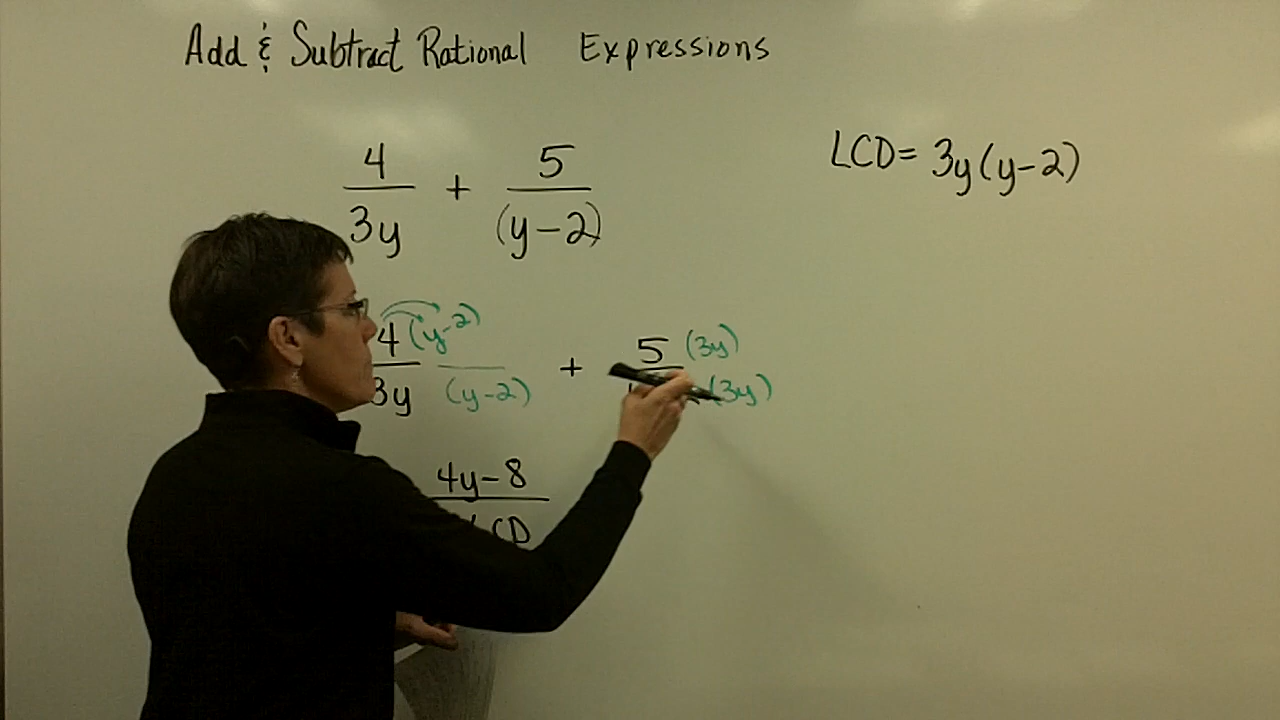 Add & Subtract Rational Expressions
4/3y + 5/(y-2)
LCD= 3y(y-2)
4(y-2)/3y(y-2) + 5(3y)/(3y)
4y-8/CD